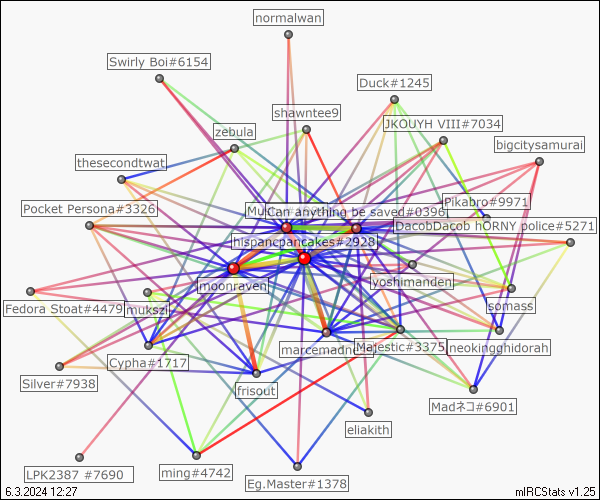 normalwan
Swirly Boi#6154
Duck#1245
shawntee9
JKOUYH VIII#7034
zebula
bigcitysamurai
thesecondtwat
Pikabro#9971
Pocket Persona#3326
Can anything be saved#0396
DacobDacob hORNY police#5271
hispanicpancakes#2928
moonraven
yoshimanden
Fedora Stoat#4479
mukszi
somass
Cypha#1717
Majestic#3375
neokingghidorah
Silver#7938
frisout
Madネコ#6901
eliakith
LPK2387 #7690
ming#4742
Eg.Master#1378
6.3.2024 12:27
mIRCStats v1.25